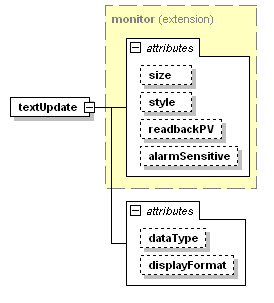 monitor (extension)
attributes
size
style
textUpdate
readbackPV
alarmSensitive
attributes
dataType
displayFormat